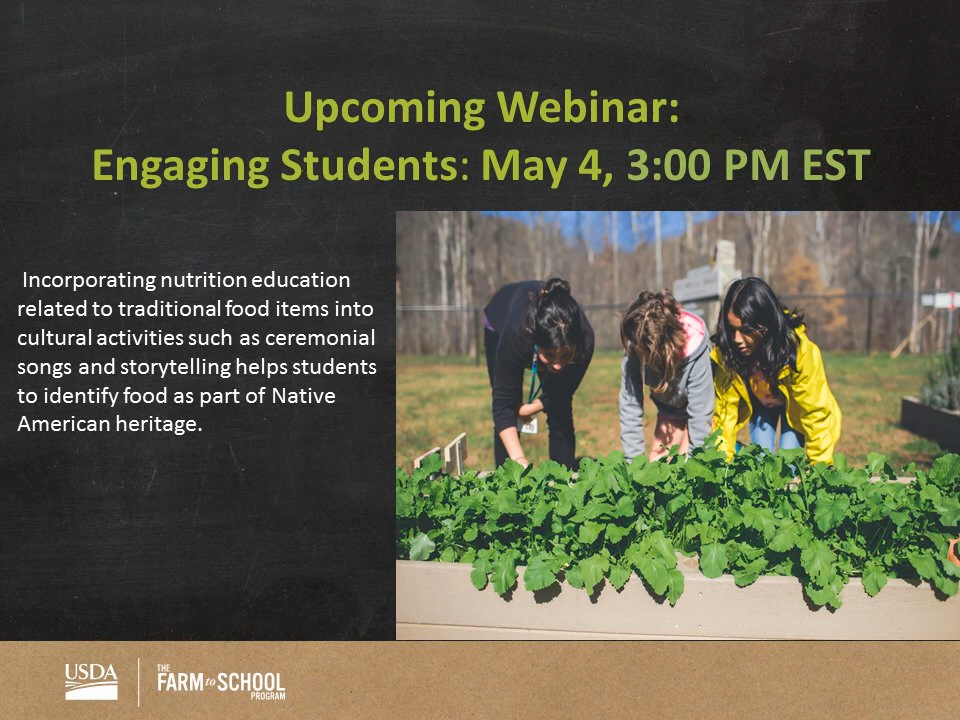 Upcoming Webinar:
Engaging Students: May 4, 3:00 PM EST
Incorporating nutrition education
related to traditional food items into
cultural activities such as ceremonial
songs and storytelling helps students
to identify food as part of Native
American heritage.
USDA
THE
FARM to SCHOOL
PROGRAM